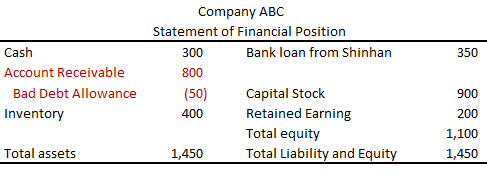 Company ABC
Statement of Financial Position
Cash 300 Bank loan from Shinhan 350
Account Receivable 800
Bad Debt Allowance (50) Capital Stock 900
Inventory 400 Retained Earning 200
Total equity 1,100
Total assets 1,450 Total Liability and Equity 1,450